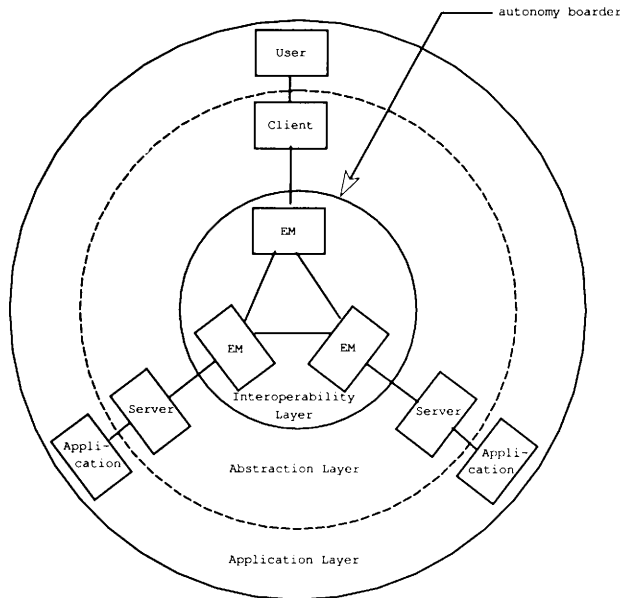 autonomy boarder
User
Client
EM
EM
EM
Interoperability
Layer
Server
Server
Appli-
cation
Appli-
cation
Abstraction Layer
Application Layer